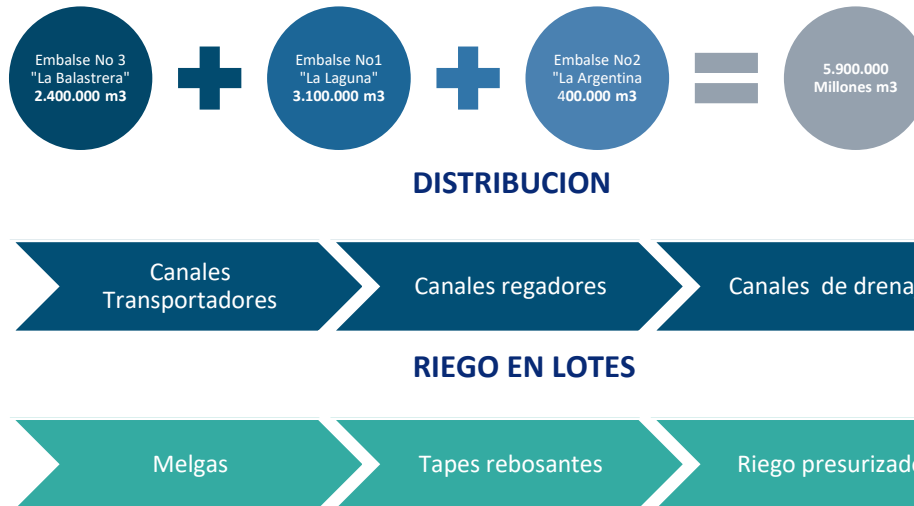 Embalse No 3
"La Balastrera"
2.400.000 m3
Embalse No1
"La Laguna"
3.100.000 m3
Embalse No2
"La Argentina
400.000 m3
5.900.000
Millones m3
DISTRIBUCION
Canales
Transportadores
Canales regadores
Canales de drena
RIEGO EN LOTES
Melgas
Tapes rebosantes
Riego presurizad